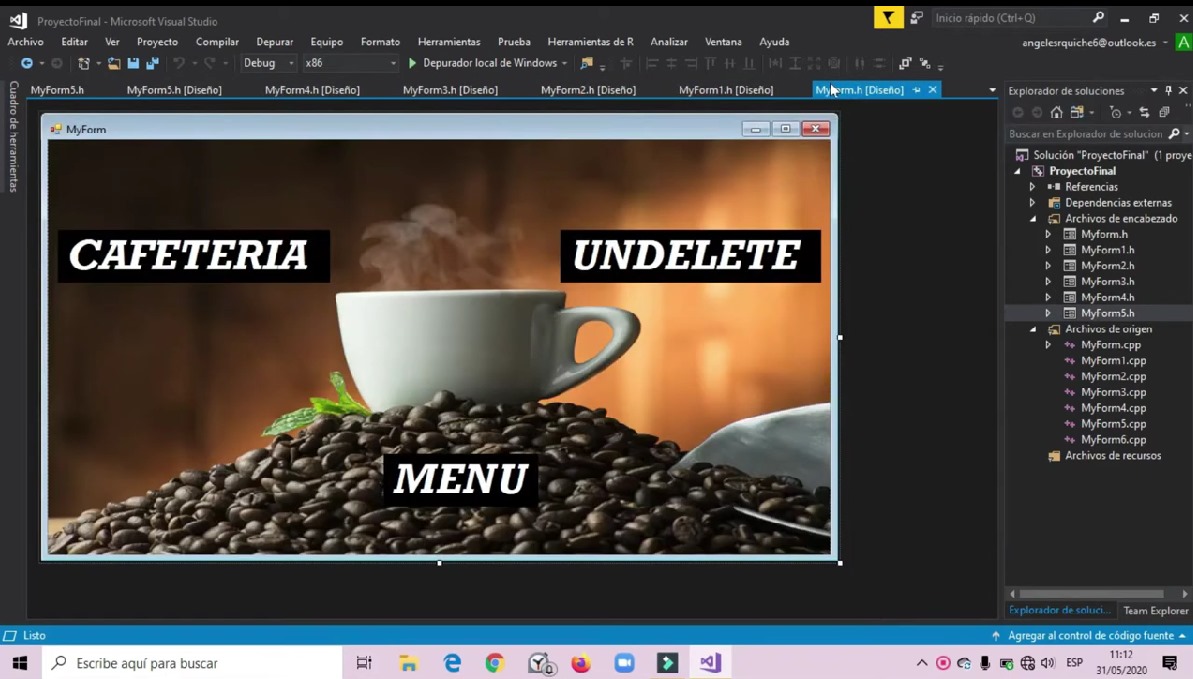 ProyectoFinal - Microsoft Visual Studio
Inicio rápido (Ctrl+Q)
Archivo Editar Ver Proyecto Compilar Depurar Equipo Formato Herramientas Prueba Herramientas de R Analizar Ventana Ayuda
angelesrquiche6@outlook.es
A
Debug x86 Depurador local de Windows
Cuadro de herramientas
MyForm5.h MyForm5.h [Diseño] MyForm4.h [Diseño] MyForm3.h [Diseño] MyForm2.h [Diseño] MyForm1.h [Diseño] MyForm.h [Diseño]
MyForm
CAFETERIA
UNDELETE
MENU
Explorador de soluciones
Buscar en Explorador de solucion
Solución "ProyectoFinal" (1 proye
ProyectoFinal
Referencias
Dependencias externas
Archivos de encabezado
Myform.h
MyForm1.h
MyForm2.h
MyForm3.h
MyForm4.h
MyForm5.h
Archivos de origen
MyForm.cpp
MyForm1.cpp
MyForm2.cpp
MyForm3.cpp
MyForm4.cpp
MyForm5.cpp
MyForm6.cpp
Archivos de recursos
Explorador de soluci... Team Explorer
Listo
Agregar al control de código fuente
Escribe aquí para buscar
ESP
11:12
31/05/2020